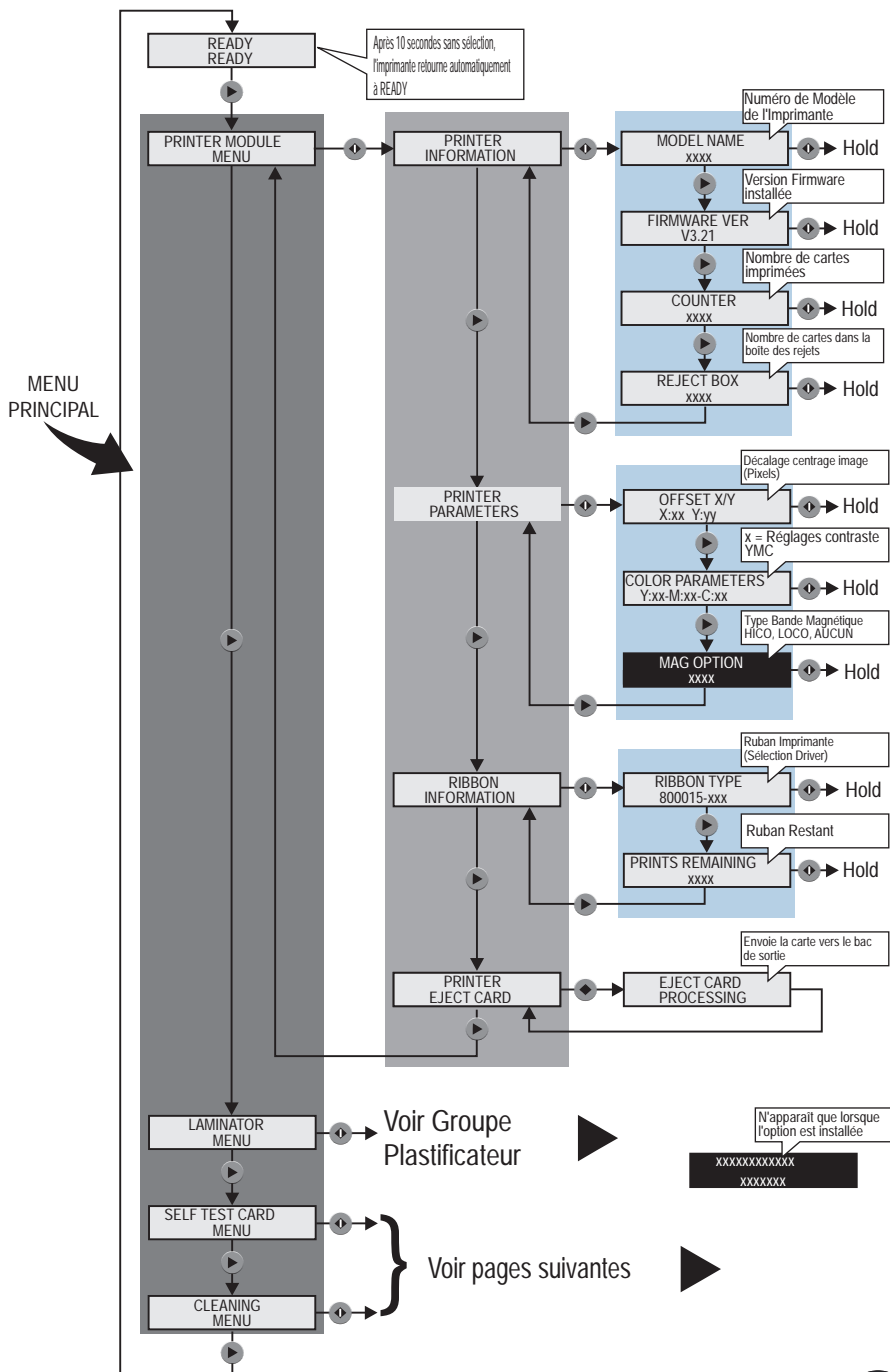 READY
READY
Après 10 secondes sans sélection,
l'imprimante retourne automatiquement
à READY
MENU
PRINCIPAL
PRINTER MODULE
MENU
PRINTER
INFORMATION
Numéro de Modèle
de l'Imprimante
MODEL NAME
xxxx
Hold
Version Firmware
installée
FIRMWARE VER
V3.21
Hold
Nombre de cartes
imprimées
COUNTER
xxxx
Hold
Nombre de cartes dans la
boîte des rejets
REJECT BOX
xxxx
Hold
PRINTER
PARAMETERS
Décalage centrage image
(Pixels)
OFFSET X/Y
X:xx Y:yy
Hold
x = Réglages contraste
YMC
COLOR PARAMETERS
Y:xx-M:xx-C:xx
Hold
Type Bande Magnétique
HICO, LOCO, AUCUN
MAG OPTION
xxxx
Hold
RIBBON
INFORMATION
Ruban Imprimante
(Sélection Driver)
RIBBON TYPE
800015-xxx
Hold
Ruban Restant
PRINTS REMAINING
xxxx
Hold
PRINTER
EJECT CARD
Envoie la carte vers le bac
de sortie
EJECT CARD
PROCESSING
LAMINATOR
MENU
Voir Groupe
Plastificateur
N'apparaît que lorsque
l'option est installée
xxxxxxxxxxxx
xxxxxxx
SELF TEST CARD
MENU
Voir pages suivantes
CLEANING
MENU